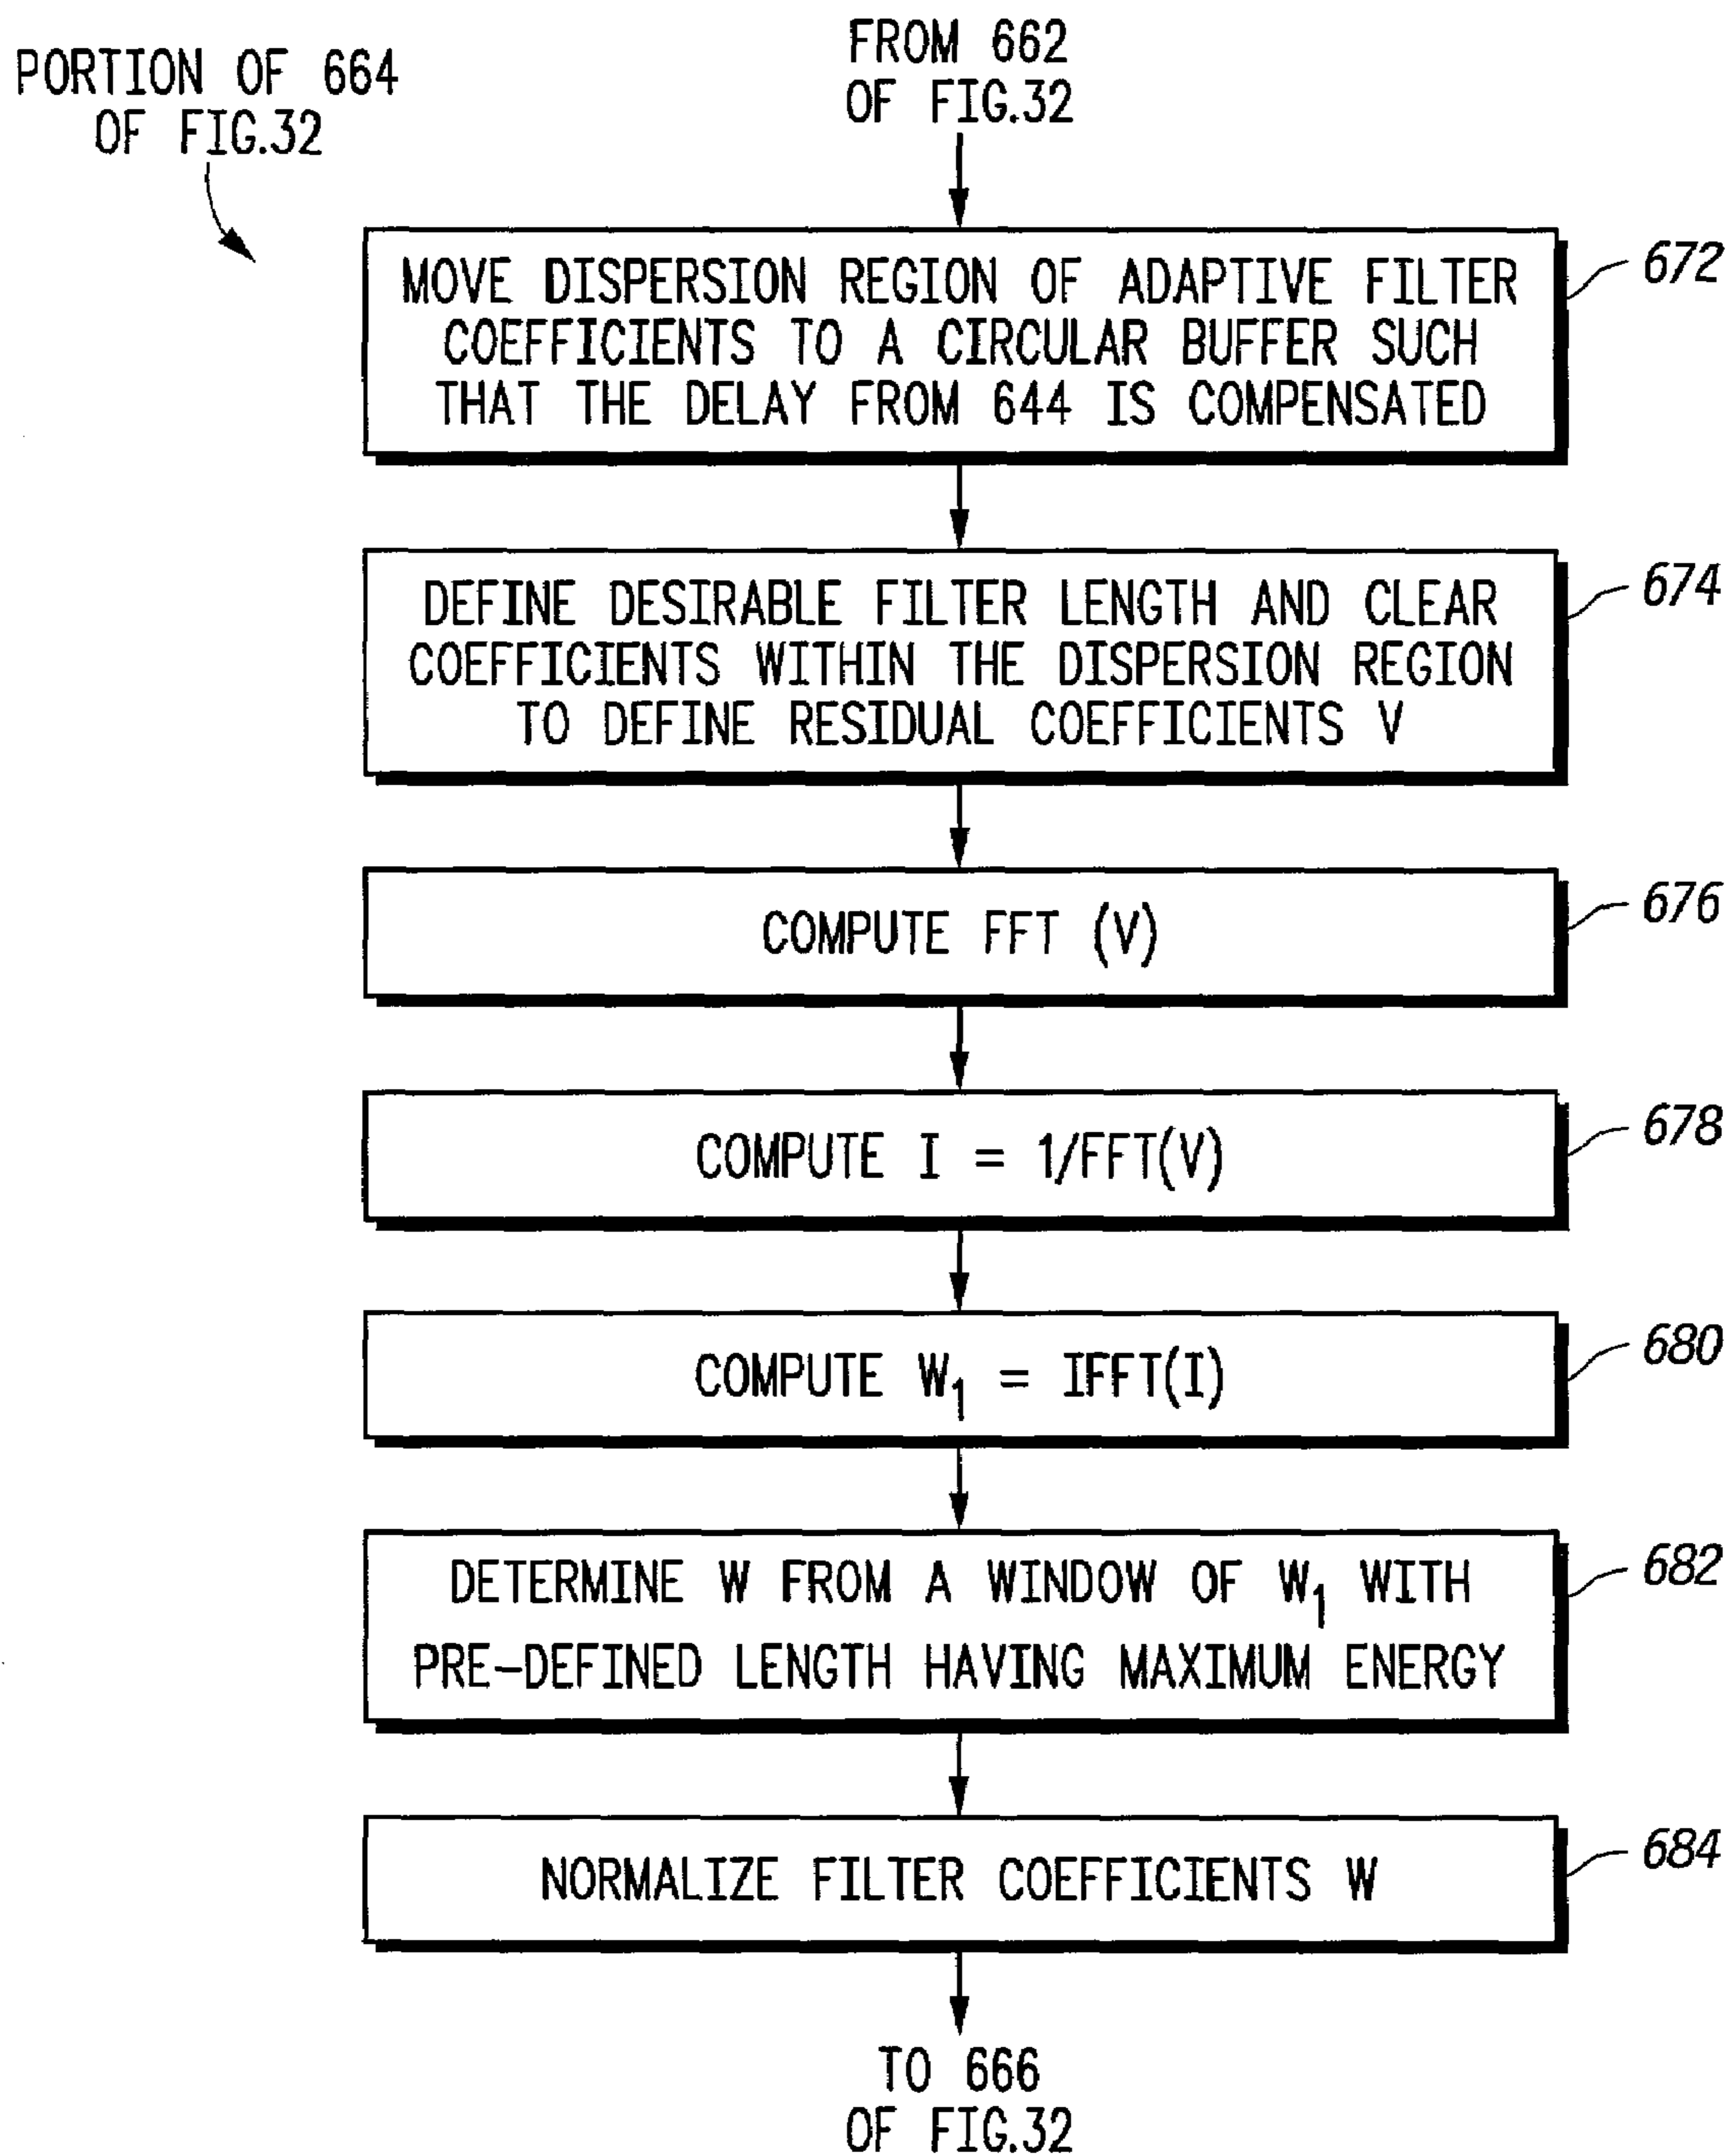 PORTION OF 664
OF FIG.32
FROM 662
OF FIG.32
MOVE DISPERSION REGION OF ADAPTIVE FILTER
COEFFICIENTS TO A CIRCULAR BUFFER SUCH
THAT THE DELAY FROM 644 IS COMPENSATED
672
DEFINE DESIRABLE FILTER LENGTH AND CLEAR
COEFFICIENTS WITHIN THE DISPERSION REGION
TO DEFINE RESIDUAL COEFFICIENTS V
674
COMPUTE FFT (V)
676
COMPUTE I = 1/FFT(V)
678
COMPUTE W1 = IFFT(I)
680
DETERMINE W FROM A WINDOW OF W1 WITH
PRE-DEFINED LENGTH HAVING MAXIMUM ENERGY
682
NORMALIZE FILTER COEFFICIENTS W
684
TO 666
OF FIG.32